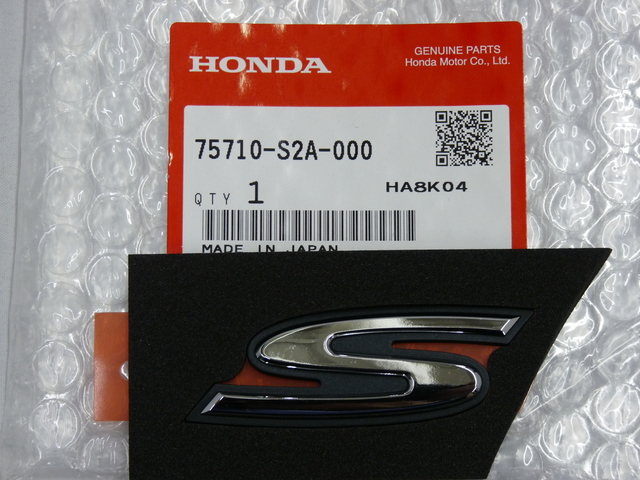 GENUINE PARTS
HONDA
Honda Motor Co., Ltd.
75710-S2A-000
QTY 1
HA8K04
MADE IN JAPAN
S